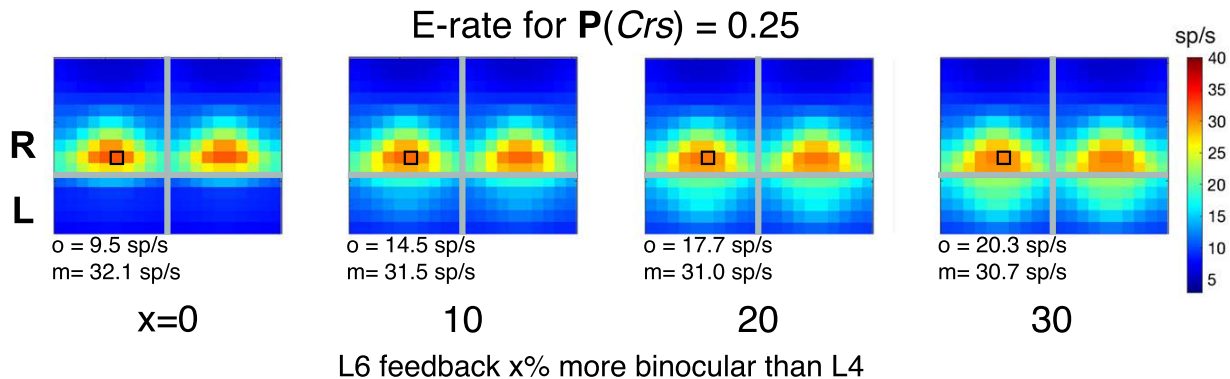 E-rate for P(Crs) = 0.25
sp/s
40
35
30
25
20
15
10
5
R
L
o = 9.5 sp/s
m= 32.1 sp/s
o = 14.5 sp/s
m= 31.5 sp/s
o = 17.7 sp/s
m= 31.0 sp/s
o = 20.3 sp/s
m= 30.7 sp/s
x=0
10
20
30
L6 feedback x% more binocular than L4